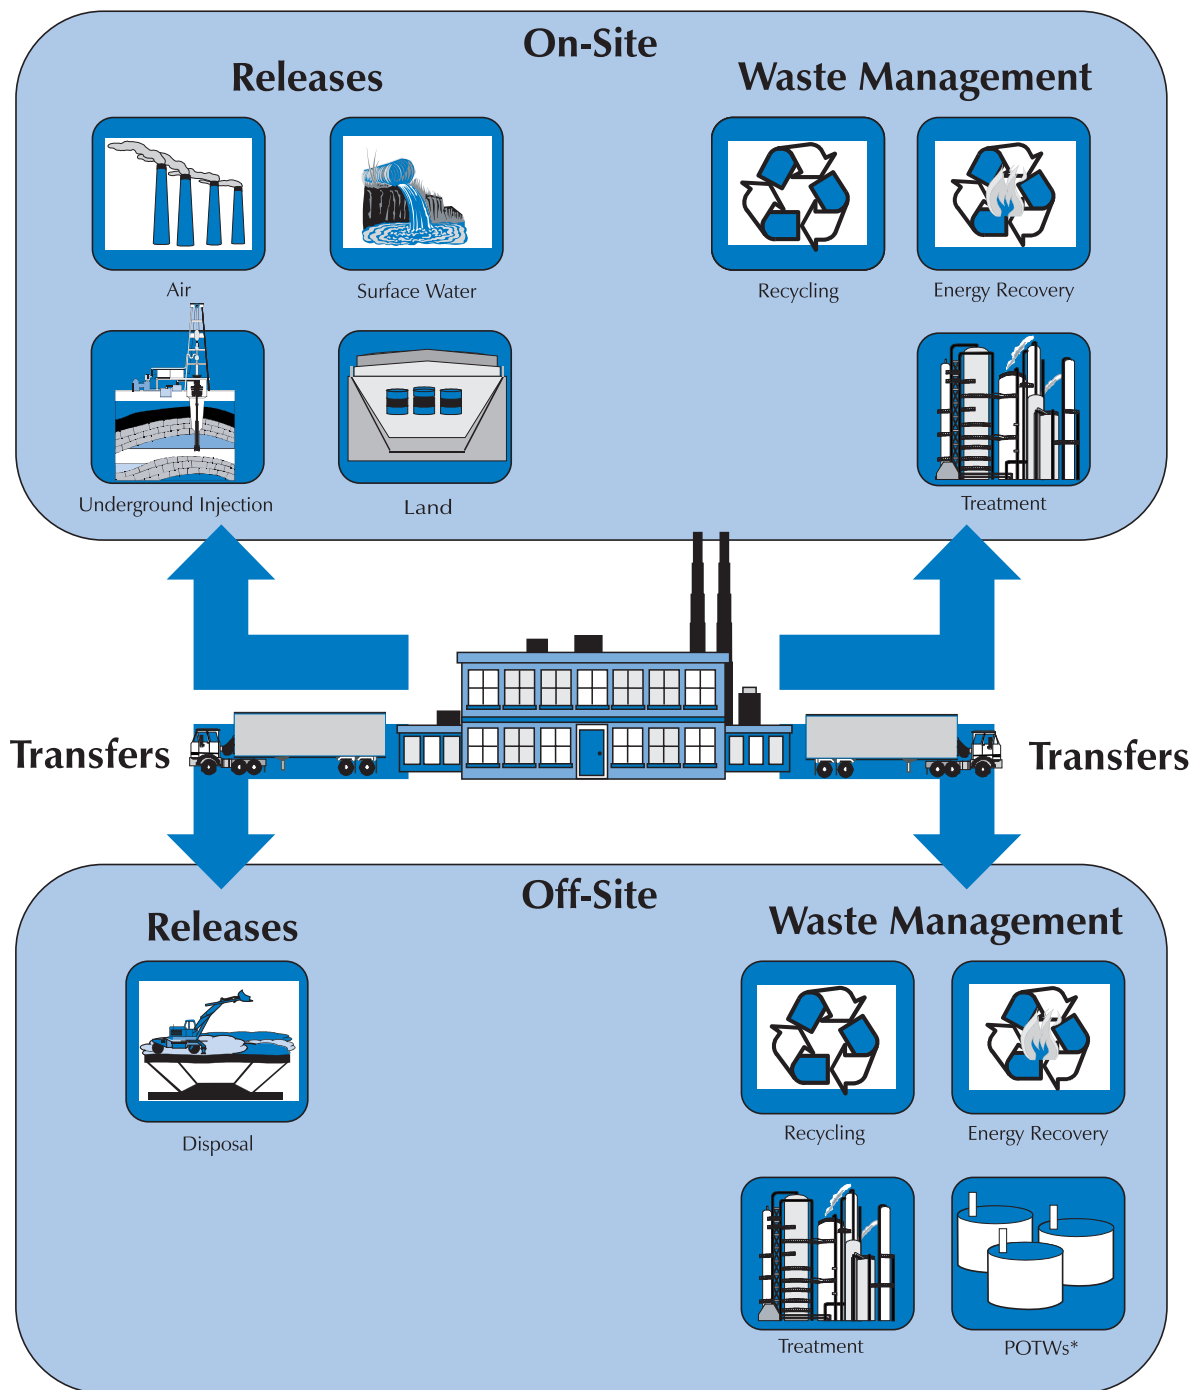 On-Site
Releases
Waste Management
Air
Surface Water
Recycling
Energy Recovery
Underground Injection
Land
Treatment
Transfers
Transfers
Off-Site
Releases
Waste Management
Disposal
Recycling
Energy Recovery
Treatment
POTWs*